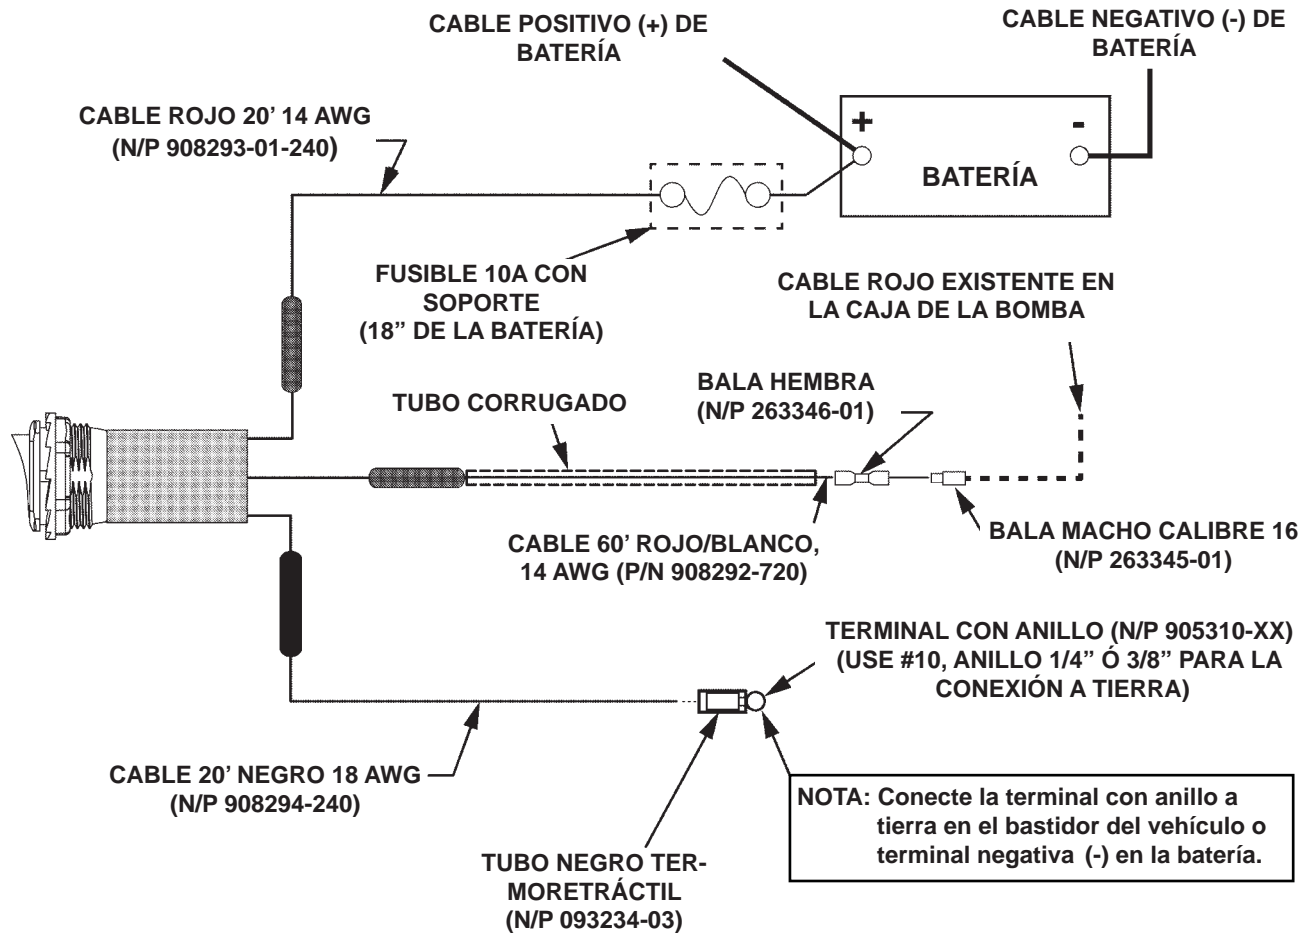 CABLE POSITIVO (+) DE
BATERÍA
CABLE NEGATIVO (-) DE
BATERÍA
CABLE ROJO 20’ 14 AWG
(N/P 908293-01-240)
+
-
BATERÍA
FUSIBLE 10A CON
SOPORTE
(18” DE LA BATERÍA)
CABLE ROJO EXISTENTE EN
LA CAJA DE LA BOMBA
TUBO CORRUGADO
BALA HEMBRA
(N/P 263346-01)
CABLE 60’ ROJO/BLANCO,
14 AWG (P/N 908292-720)
BALA MACHO CALIBRE 16
(N/P 263345-01)
TERMINAL CON ANILLO (N/P 905310-XX)
(USE #10, ANILLO 1/4” Ó 3/8” PARA LA
CONEXIÓN A TIERRA)
CABLE 20’ NEGRO 18 AWG
(N/P 908294-240)
NOTA: Conecte la terminal con anillo a
tierra en el bastidor del vehículo o
terminal negativa (-) en la batería.
TUBO NEGRO TER-
MORETRÁCTIL
(N/P 093234-03)